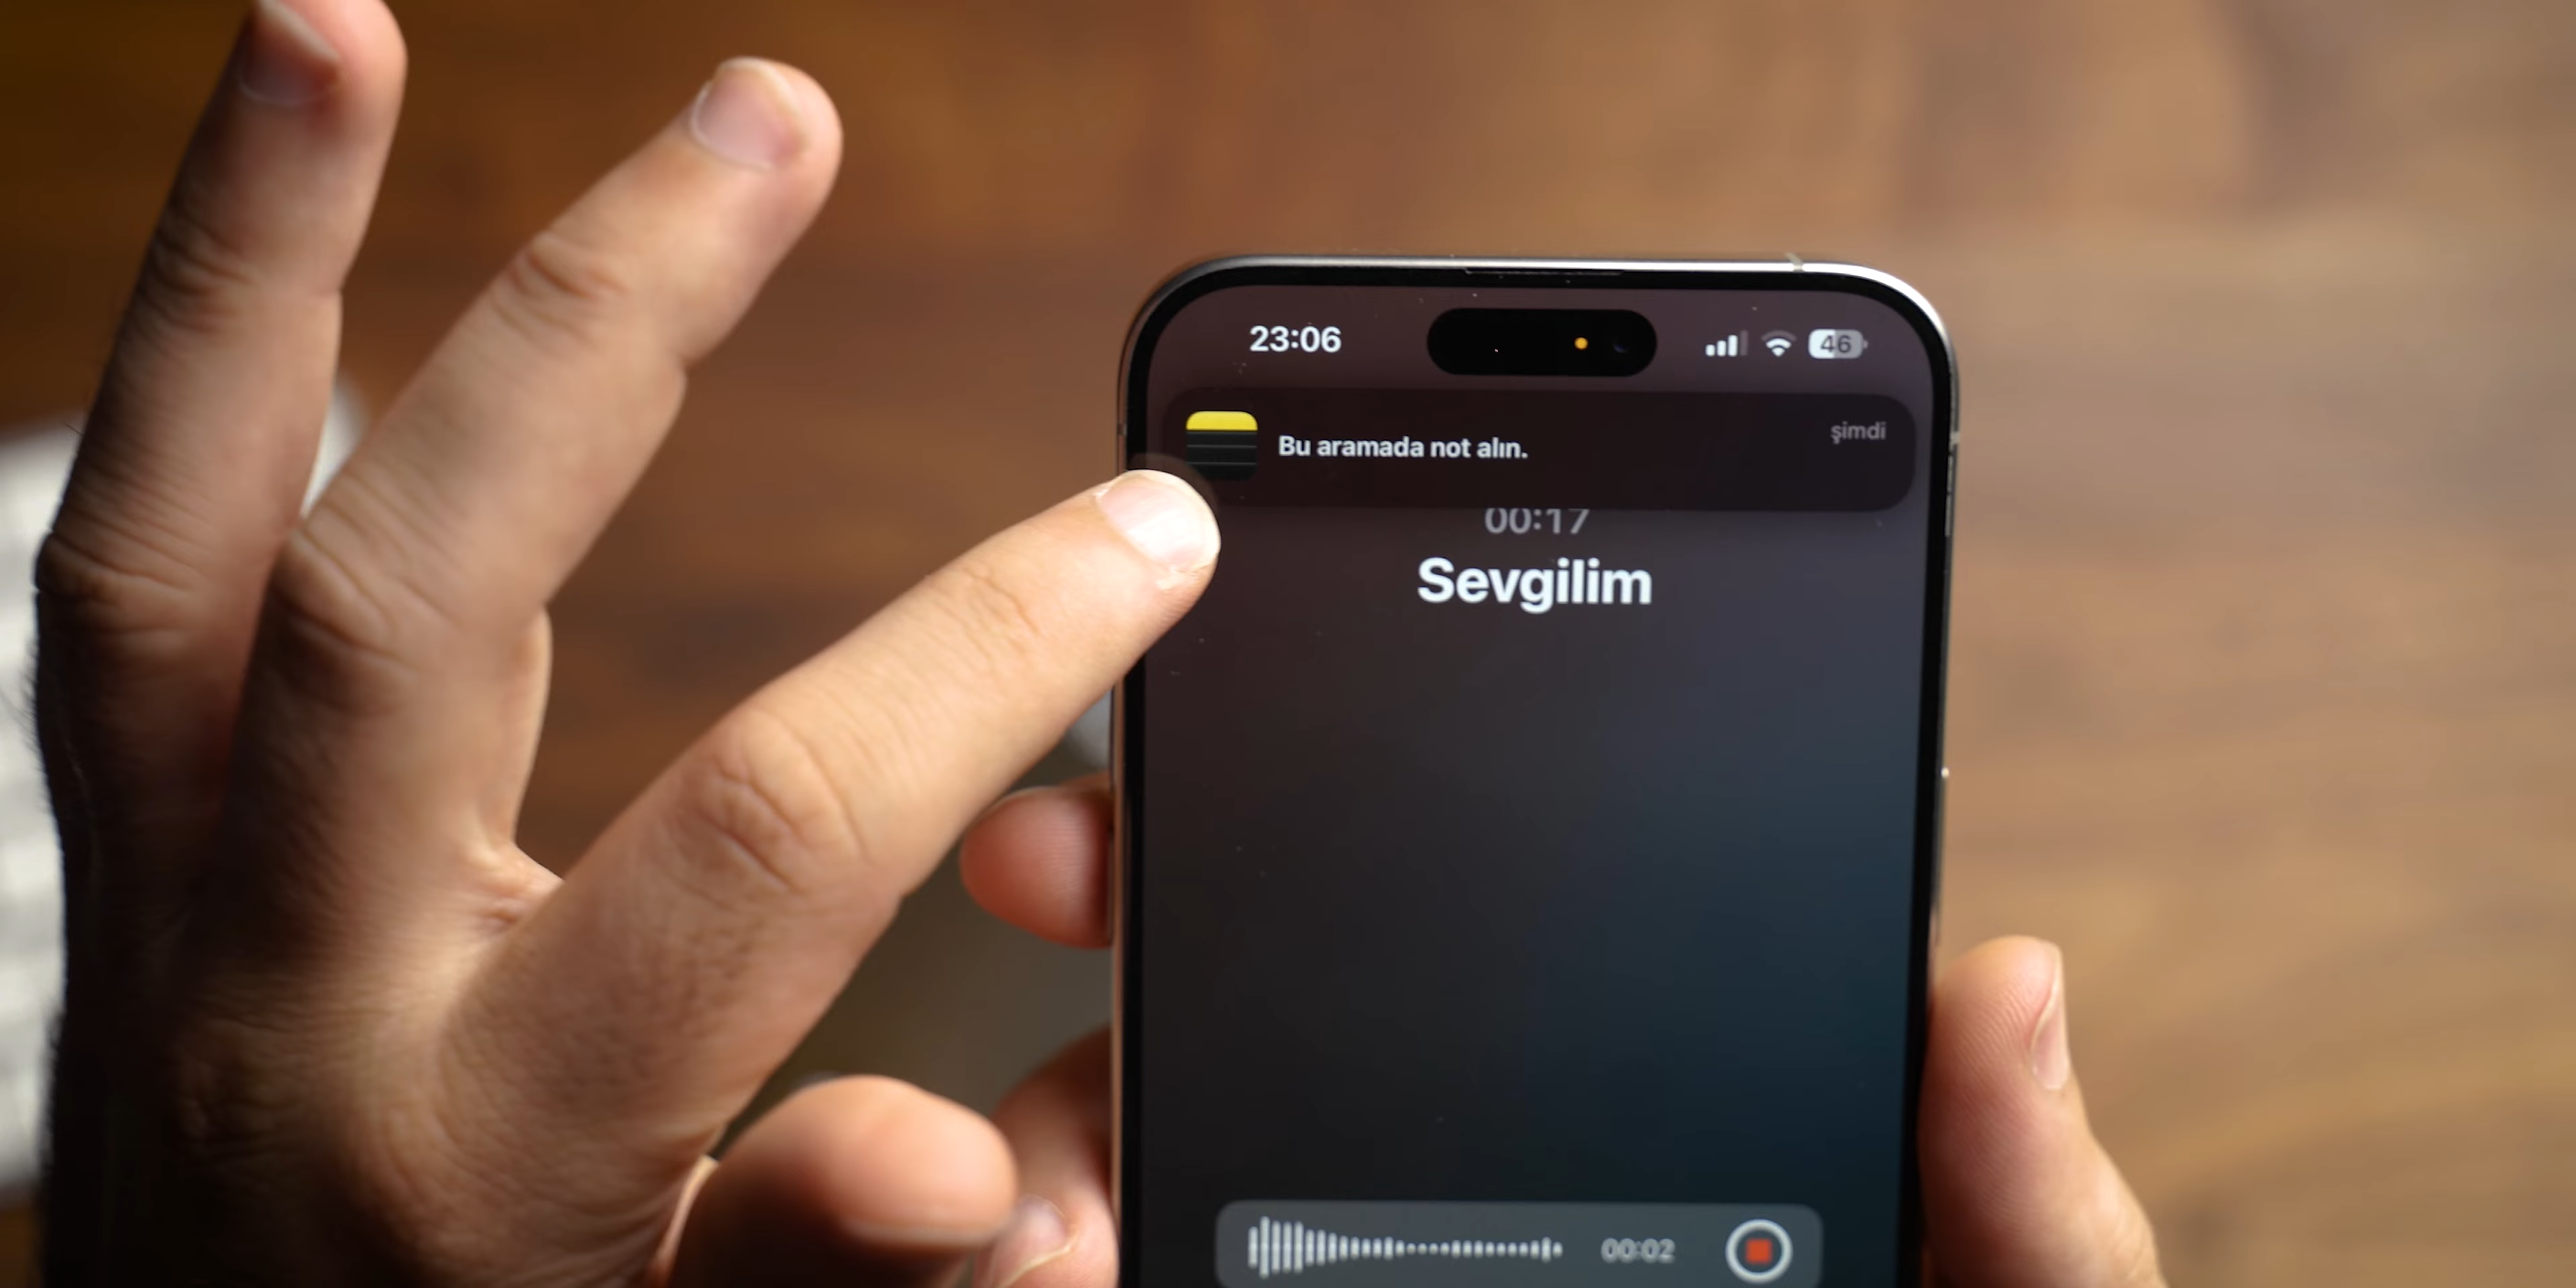 23:06
46
Bu aramada not alın.
şimdi
00:17
Sevgilim
00:02